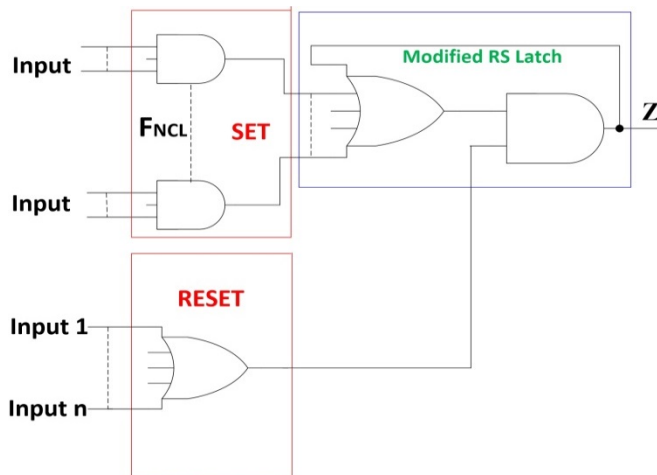 Modified RS Latch
Input
FNCL
SET
Z
Input
RESET
Input 1
Input n